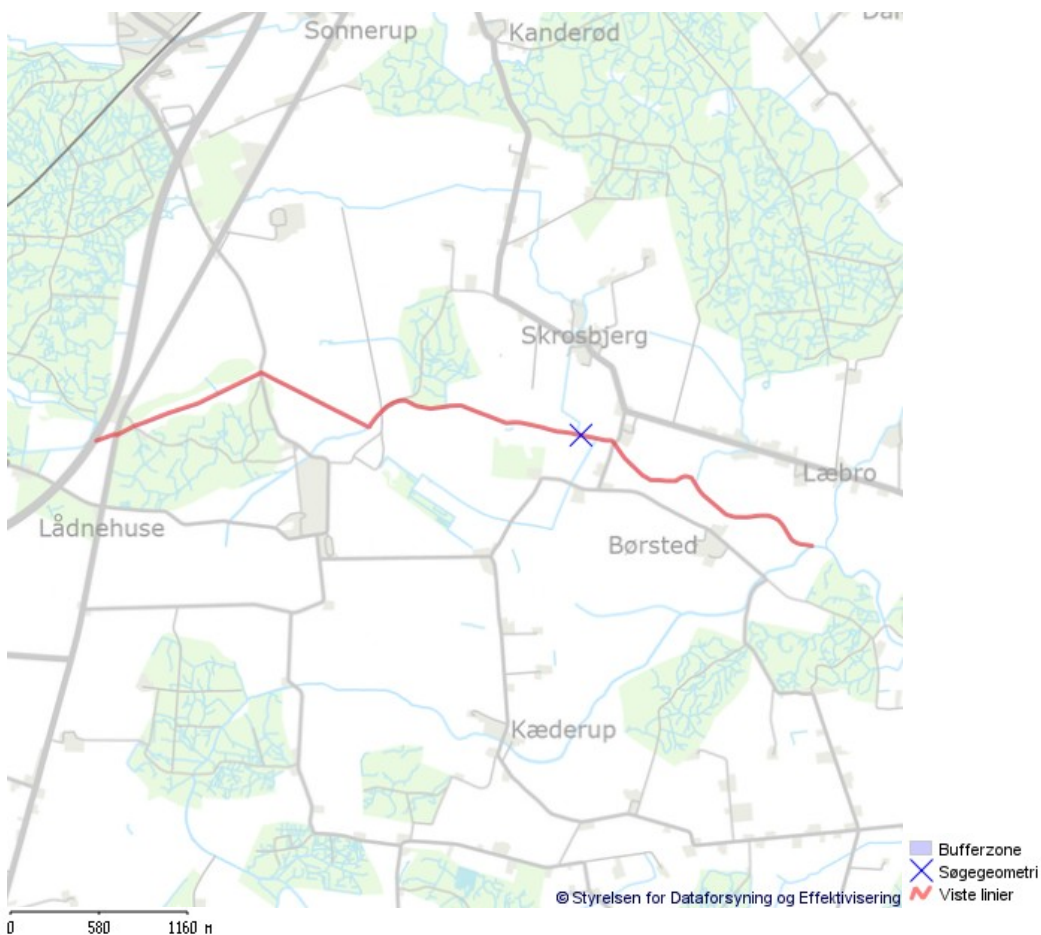 Sonnerup
Kanderød
Skrosbjerg
Læbro
Lådnehuse
Børsted
Kæderup
Bufferzone
Søgegeometri
© Styrelsen for Dataforsyning og Effektivisering
Viste linier
0 580 1160 M